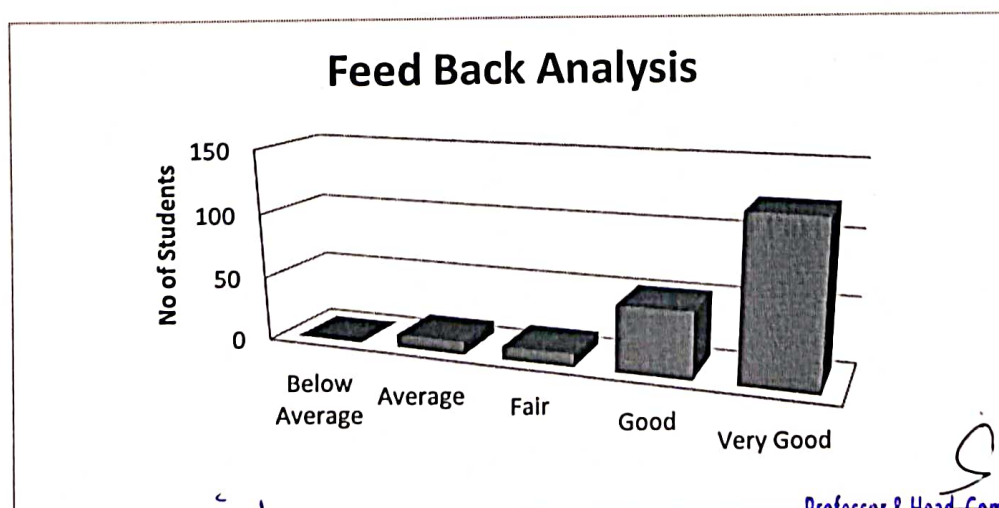 Feed Back Analysis
No of Students
150
100
50
0
Below
Average
Average
Fair
Good
Very Good
Professor & Head-Com